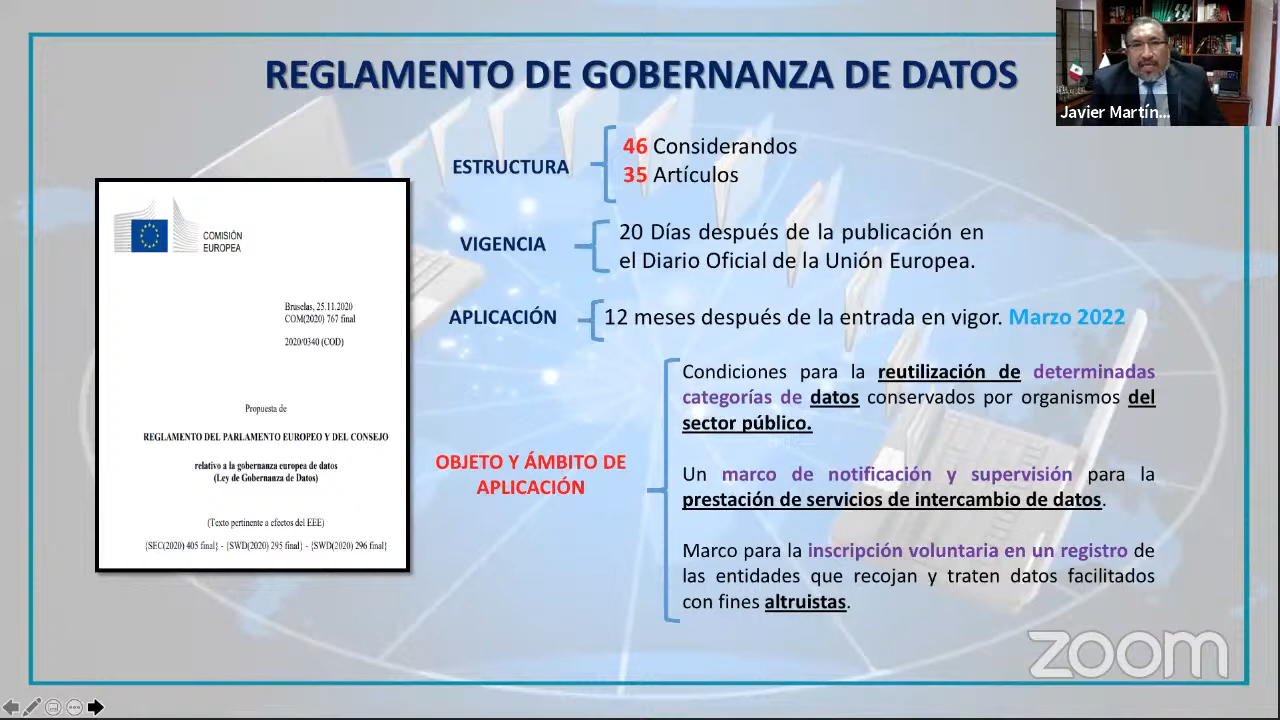 REGLAMENTO DE GOBERNANZA DE DATOS
Javier Martín...
ESTRUCTURA
46 Considerandos
35 Artículos
VIGENCIA
20 Días después de la publicación en
el Diario Oficial de la Unión Europea.
APLICACIÓN
12 meses después de la entrada en vigor. Marzo 2022
OBJETO Y ÁMBITO DE
APLICACIÓN
Condiciones para la reutilización de determinadas
categorías de datos conservados por organismos del
sector público.
Un marco de notificación y supervisión para la
prestación de servicios de intercambio de datos.
Marco para la inscripción voluntaria en un registro de
las entidades que recojan y traten datos facilitados
con fines altruistas.
COMISIÓN
EUROPEA
Bruselas, 25.11.2020
COM(2020) 767 final
2020/0340 (COD)
Propuesta de
REGLAMENTO DEL PARLAMENTO EUROPEO Y DEL CONSEJO
relativo a la gobernanza europea de datos
(Ley de Gobernanza de Datos)
(Texto pertinente a efectos del EEE)
{SEC(2020) 405 final} - {SWD(2020) 295 final} - {SWD(2020) 296 final}
zoom